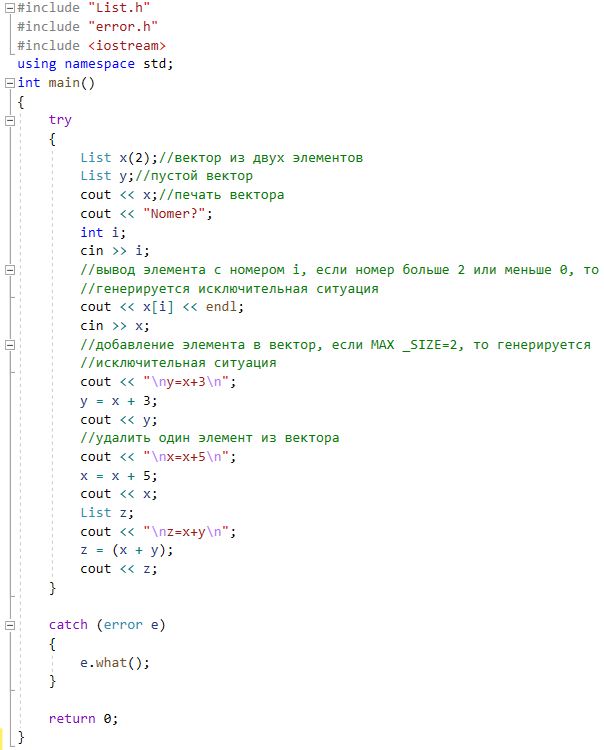 #include "List.h"
#include "error.h"
#include <iostream>
using namespace std;
int main()
{
    try
    {
        List x(2);//вектор из двух элементов
        List y;//пустой вектор
        cout << x;//печать вектора
        cout << "Nomer?";
        int i;
        cin >> i;
        //вывод элемента с номером i, если номер больше 2 или меньше 0, то
        //генерируется исключительная ситуация
        cout << x[i] << endl;
        cin >> x;
        //добавление элемента в вектор, если MAX _SIZE=2, то генерируется
        //исключительная ситуация
        cout << "\ny=x+3\n";
        y = x + 3;
        cout << y;
        //удалить один элемент из вектора
        cout << "\nx=x+5\n";
        x = x + 5;
        cout << x;
        List z;
        cout << "\nz=x+y\n";
        z = (x + y);
        cout << z;
    }
    catch (error e)
    {
        e.what();
    }
    return 0;
}